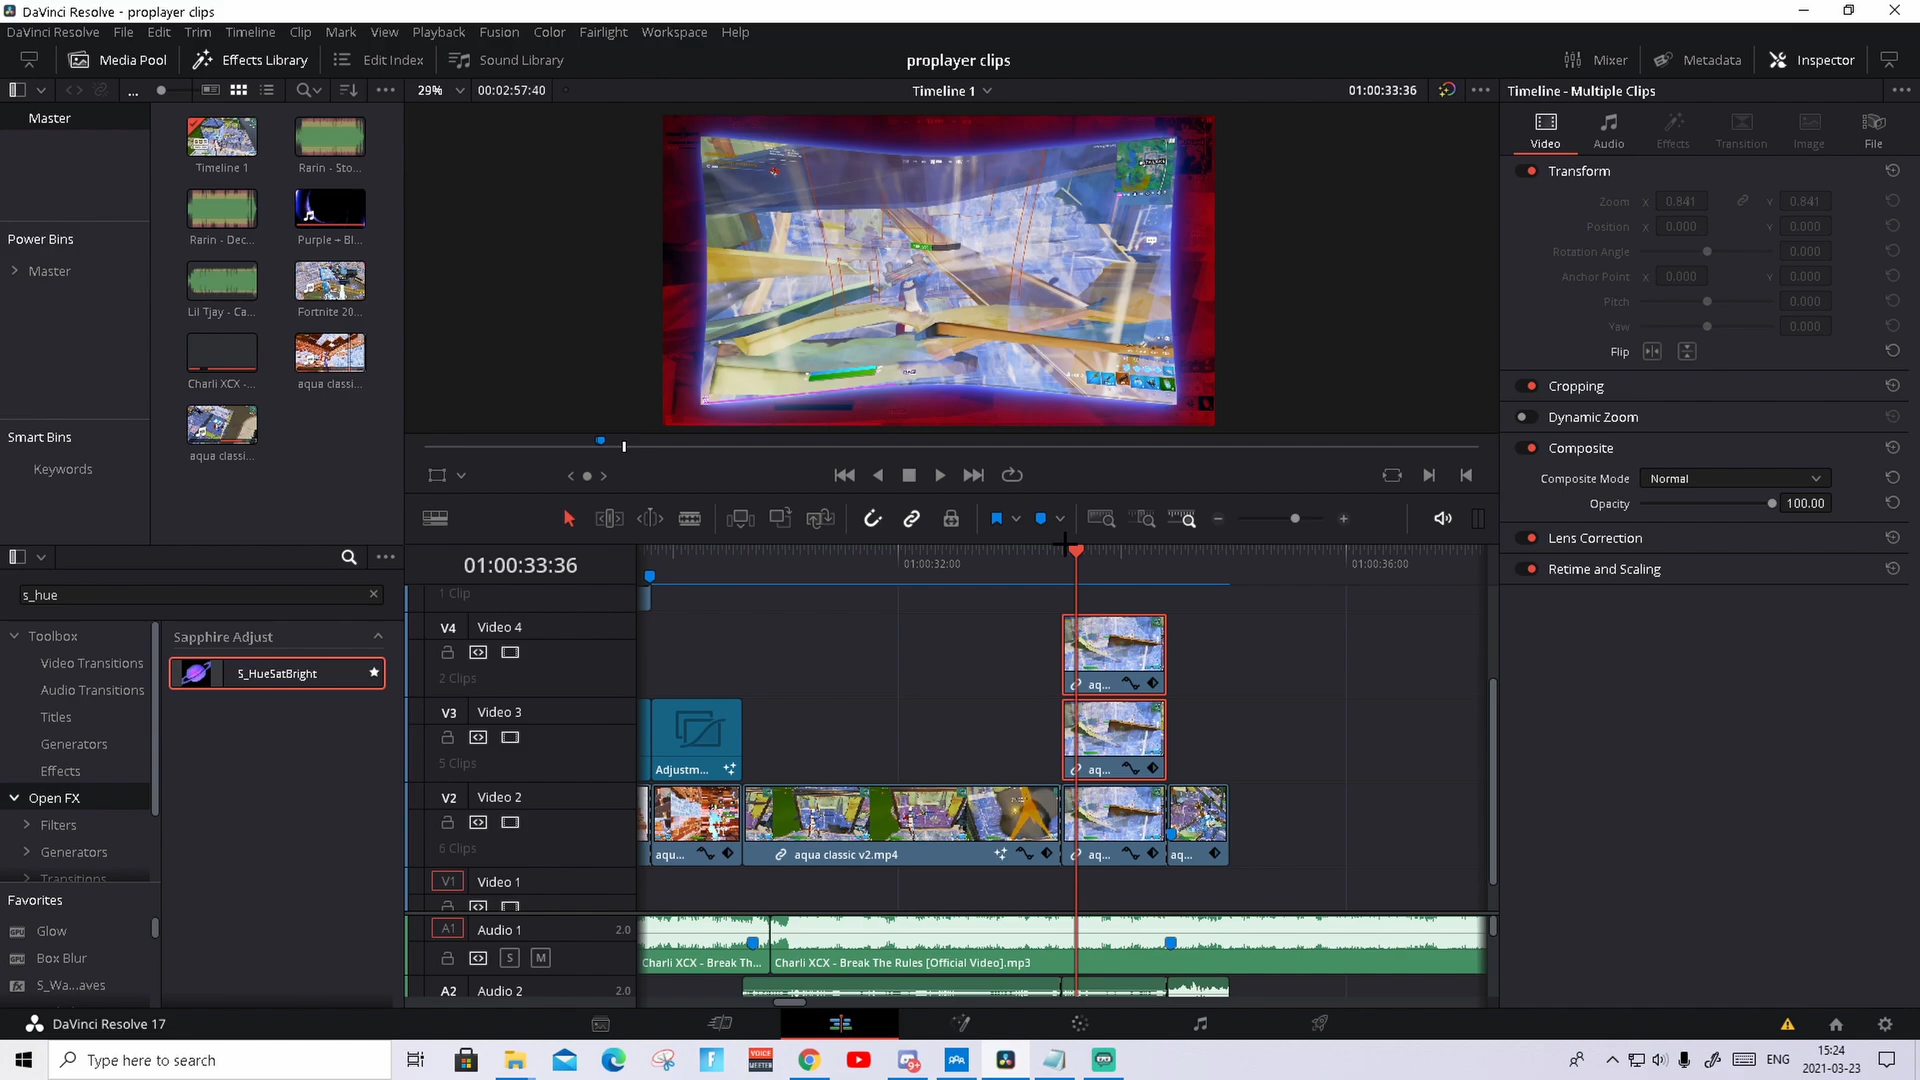 DaVinci Resolve - proplayer clips
DaVinci Resolve File Edit Trim Timeline Clip Mark View Playback Fusion Color Fairlight Workspace Help
Media Pool Effects Library Edit Index Sound Library proplayer clips Mixer Metadata Inspector
29% 00:02:57:40 Timeline 1 01:00:33:36 Timeline - Multiple Clips
Master
Timeline 1
Rarin - Sto...
Rarin - Dec...
Purple + Bl...
Lil Tjay - Ca...
Fortnite 20...
Charli XCX -...
aqua classi...
aqua classi...
Power Bins
Master
Smart Bins
Keywords
Video Audio Effects Transition Image File
Transform
Zoom X 0.841 Y 0.841
Position X 0.000 Y 0.000
Rotation Angle 0.000
Anchor Point X 0.000 Y 0.000
Pitch 0.000
Yaw 0.000
Flip
Cropping
Dynamic Zoom
Composite
Composite Mode Normal
Opacity 100.00
Lens Correction
Retime and Scaling
s_hue
Toolbox
Video Transitions
Audio Transitions
Titles
Generators
Effects
Open FX
Filters
Generators
Transitions
Favorites
Glow
Box Blur
S_Wa...aves
Sapphire Adjust
S_HueSatBright
01:00:33:36
01:00:32:00 01:00:36:00
1 Clip
V4 Video 4
2 Clips
aq...
V3 Video 3
5 Clips
Adjustm...
aq...
V2 Video 2
6 Clips
aqu... aqua classic v2.mp4 aq... aq...
V1 Video 1
A1 Audio 1 2.0
S M
Charli XCX - Break Th... Charli XCX - Break The Rules [Official Video].mp3
A2 Audio 2 2.0
DaVinci Resolve 17
Type here to search
VOICE
MEETER
9+
ENG
15:24
2021-03-23